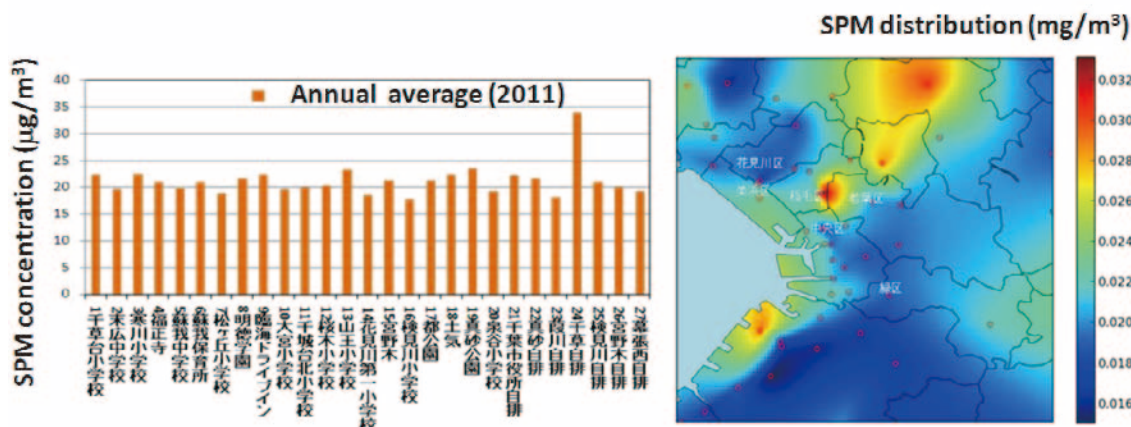 SPM distribution (mg/m³)
SPM concentration (μg/m³)
40
35
30
25
20
15
10
5
0
Annual average (2011)
1千草台小学校
2末広中学校
3寒川小学校
4福正寺
5蘇我中学校
6蘇我保育所
7松ケ丘小学校
8明徳学園
9臨海ドライブイン
10大宮小学校
11千城台北小学校
12桜木小学校
13山王小学校
14花見川第一小学校
15宮野木
16検見川小学校
17都公園
18土気
19真砂公園
20泉谷小学校
21千葉市役所自排
22真砂自排
23葭川自排
24千草自排
25検見川自排
26宮野木自排
27幕張西自排
花見川区
美浜区
稲毛区
若葉区
中央区
緑区
0.032
0.030
0.028
0.026
0.024
0.022
0.020
0.018
0.016